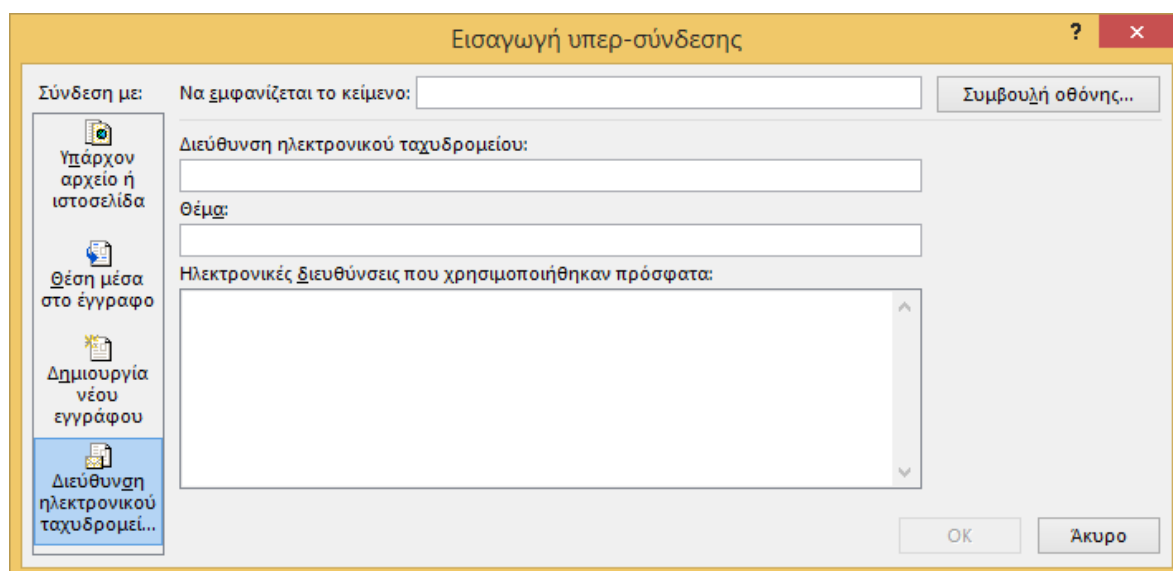 Εισαγωγή υπερ-σύνδεσης
?
Σύνδεση με:
Να εμφανίζεται το κείμενο:
Συμβουλή οθόνης...
Υπάρχον
αρχείο ή
ιστοσελίδα
Θέση μέσα
στο έγγραφο
Δημιουργία
νέου
εγγράφου
Διεύθυνση
ηλεκτρονικού
ταχυδρομεί...
Διεύθυνση ηλεκτρονικού ταχυδρομείου:
Θέμα:
Ηλεκτρονικές διευθύνσεις που χρησιμοποιήθηκαν πρόσφατα:
OK
Άκυρο